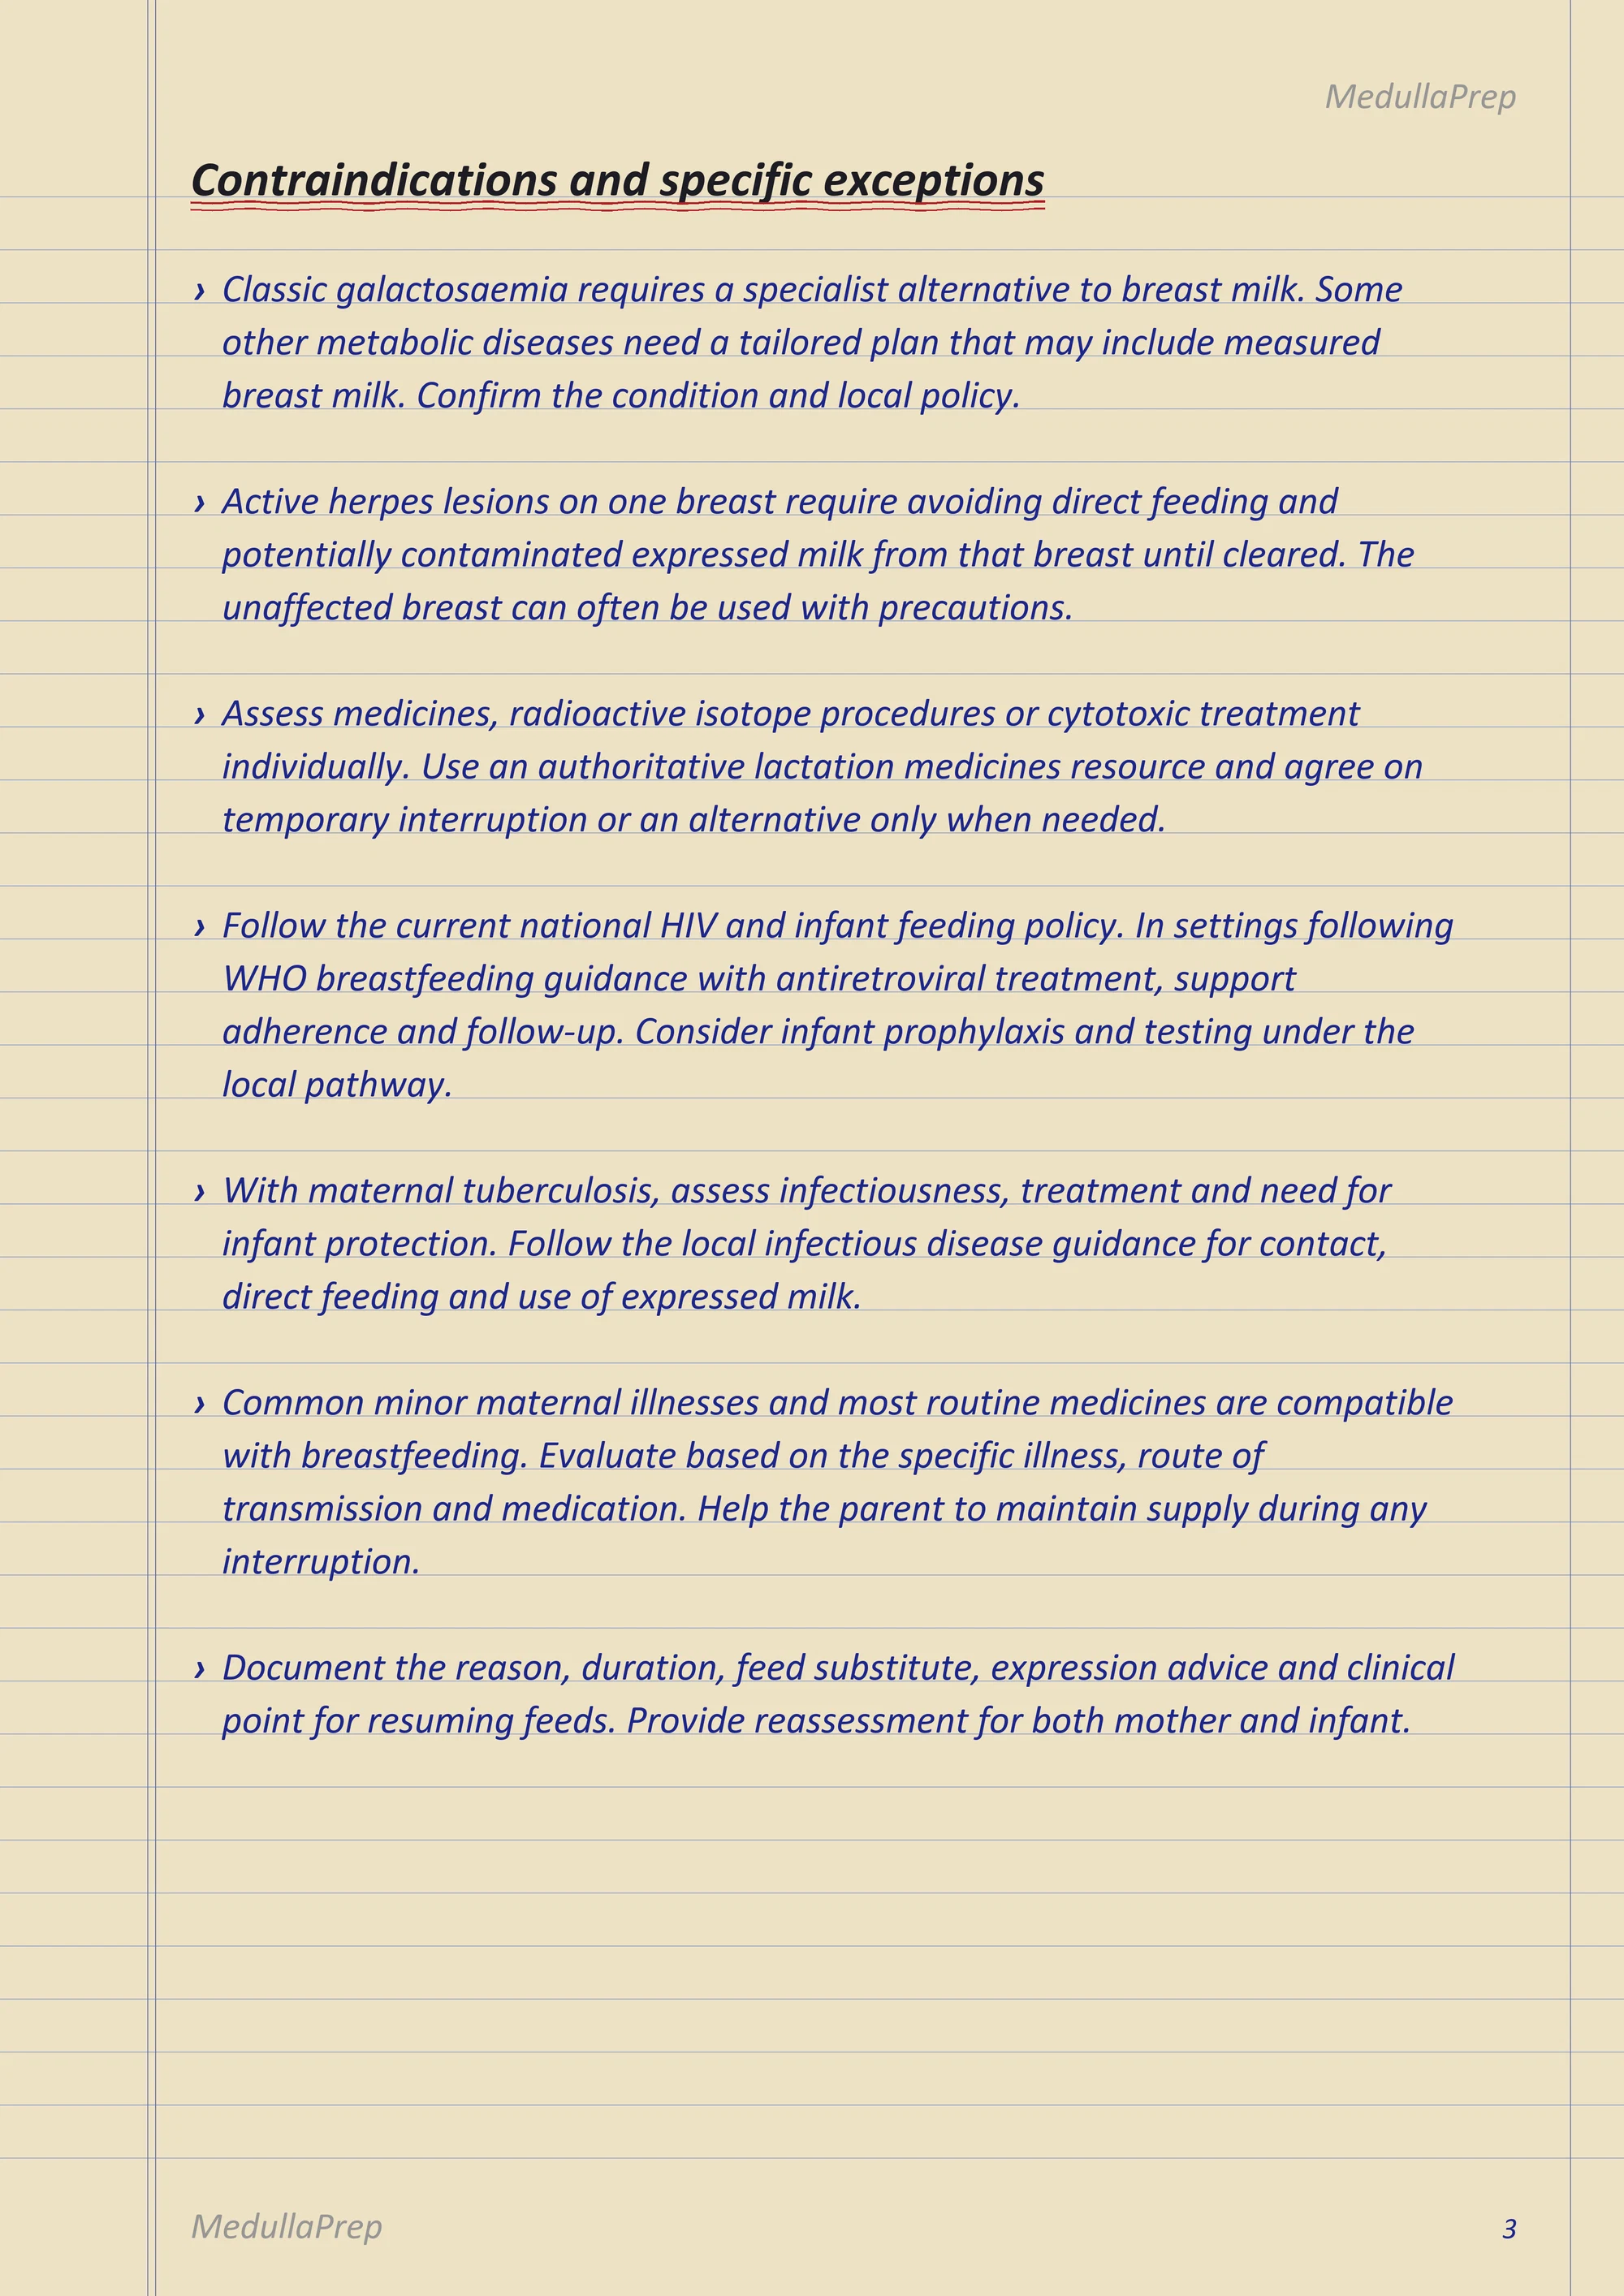 MedullaPrep
Contraindications and specific exceptions
› Classic galactosaemia requires a specialist alternative to breast milk. Some
other metabolic diseases need a tailored plan that may include measured
breast milk. Confirm the condition and local policy.
› Active herpes lesions on one breast require avoiding direct feeding and
potentially contaminated expressed milk from that breast until cleared. The
unaffected breast can often be used with precautions.
› Assess medicines, radioactive isotope procedures or cytotoxic treatment
individually. Use an authoritative lactation medicines resource and agree on
temporary interruption or an alternative only when needed.
› Follow the current national HIV and infant feeding policy. In settings following
WHO breastfeeding guidance with antiretroviral treatment, support
adherence and follow-up. Consider infant prophylaxis and testing under the
local pathway.
› With maternal tuberculosis, assess infectiousness, treatment and need for
infant protection. Follow the local infectious disease guidance for contact,
direct feeding and use of expressed milk.
› Common minor maternal illnesses and most routine medicines are compatible
with breastfeeding. Evaluate based on the specific illness, route of
transmission and medication. Help the parent to maintain supply during any
interruption.
› Document the reason, duration, feed substitute, expression advice and clinical
point for resuming feeds. Provide reassessment for both mother and infant.
MedullaPrep
3